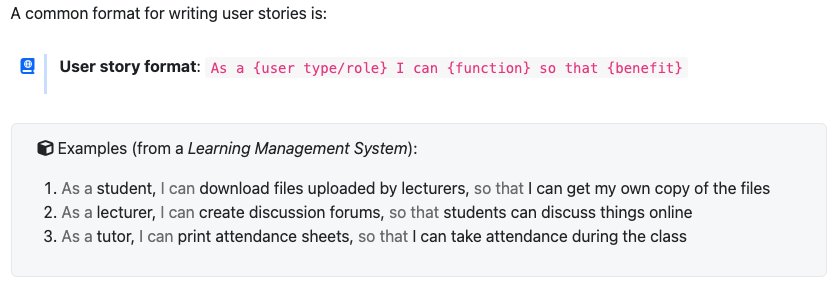 A common format for writing user stories is:
User story format: As a {user type/role} I can {function} so that {benefit}
Examples (from a Learning Management System):
1. As a student, I can download files uploaded by lecturers, so that I can get my own copy of the files
2. As a lecturer, I can create discussion forums, so that students can discuss things online
3. As a tutor, I can print attendance sheets, so that I can take attendance during the class